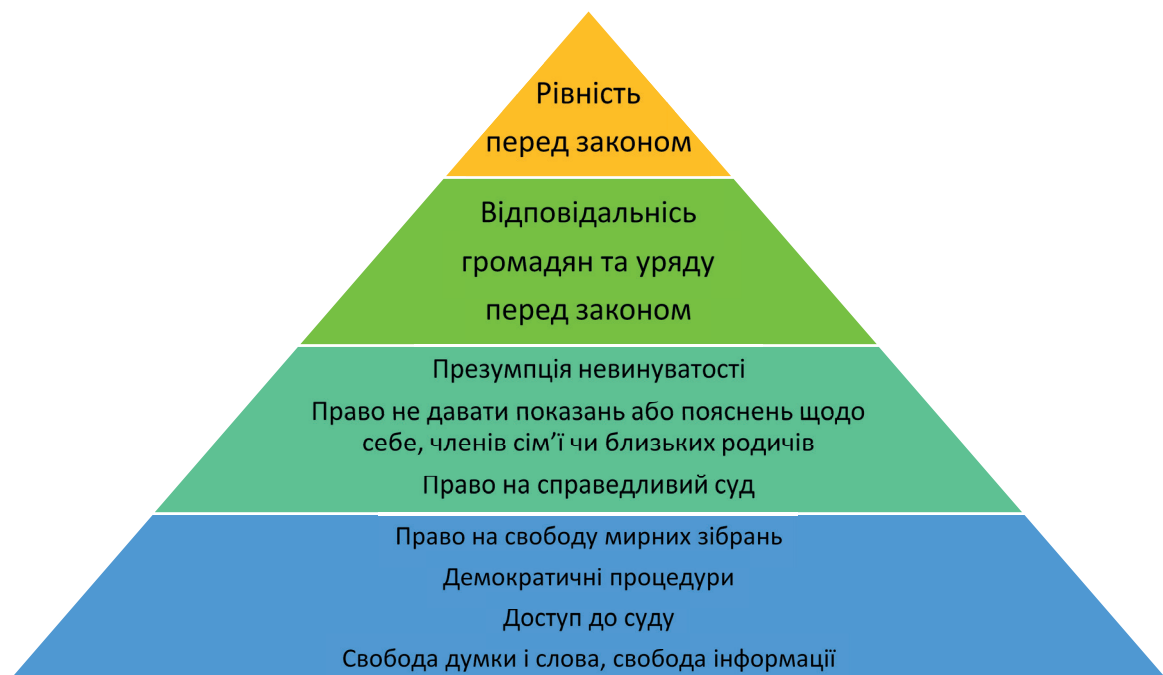 Рівність
перед законом
Відповідальнісь
громадян та уряду
перед законом
Презумпція невинуватості
Право не давати показань або пояснень щодо
себе, членів сім’ї чи близьких родичів
Право на справедливий суд
Право на свободу мирних зібрань
Демократичні процедури
Доступ до суду
Свобода думки і слова, свобода інформації